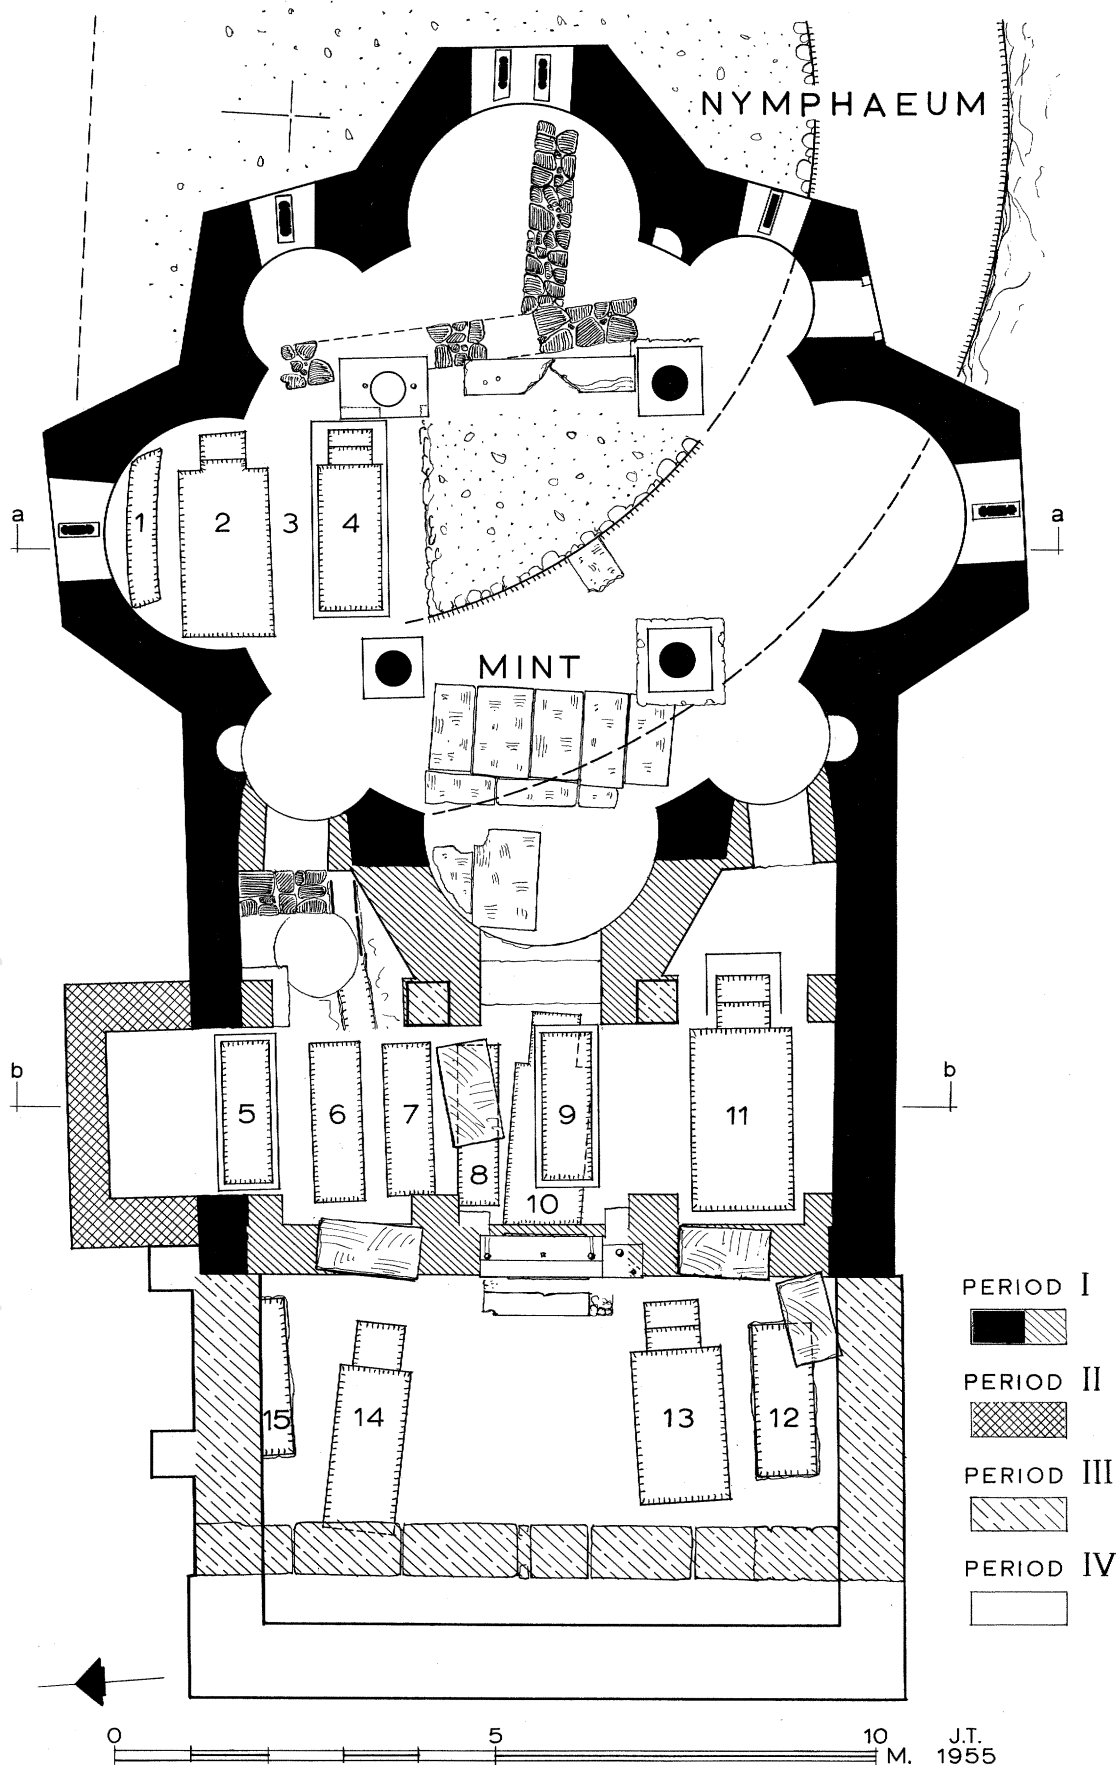 NYMPHAEUM
1 2 3 4
a a
MINT
b b
5 6 7 8 9 10 11
PERIOD I
PERIOD II
15 14 13 12
PERIOD III
PERIOD IV
0 5 10 J.T.
M. 1955